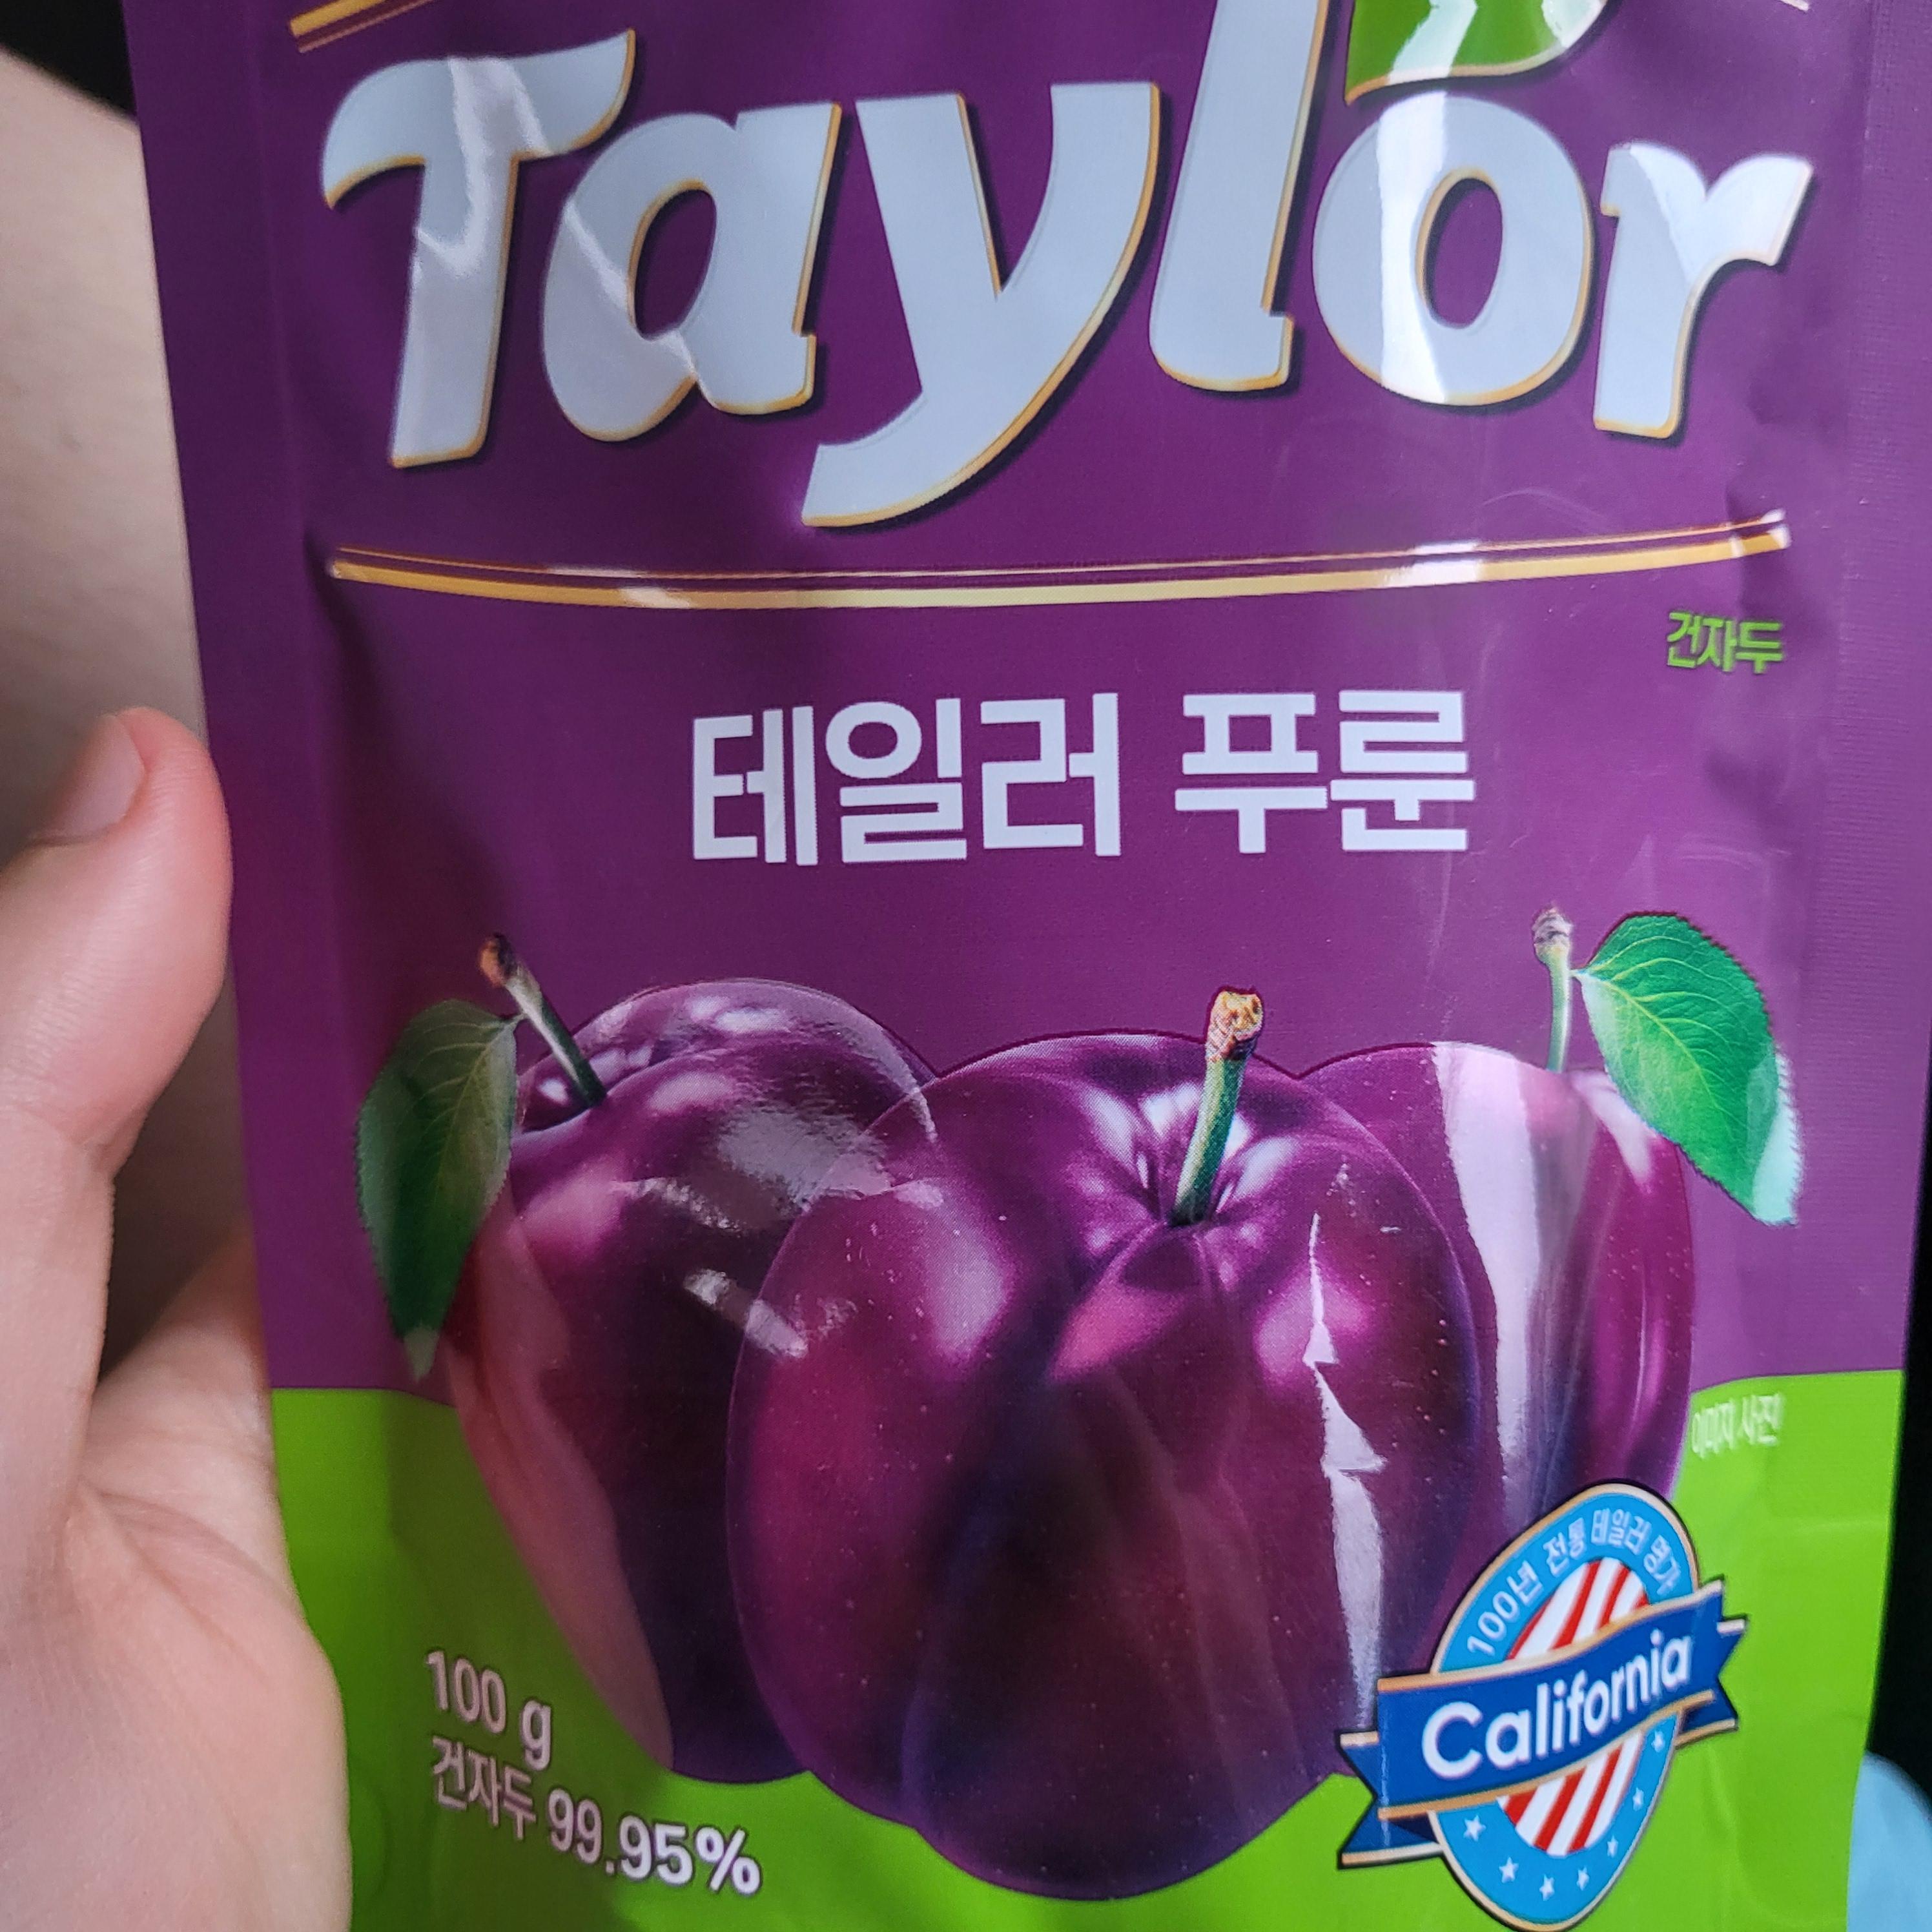 Taylor
건자두
테일러 푸룬
이미지 사진
100년 전통 테일러 명가
California
100 g
건자두 99.95%